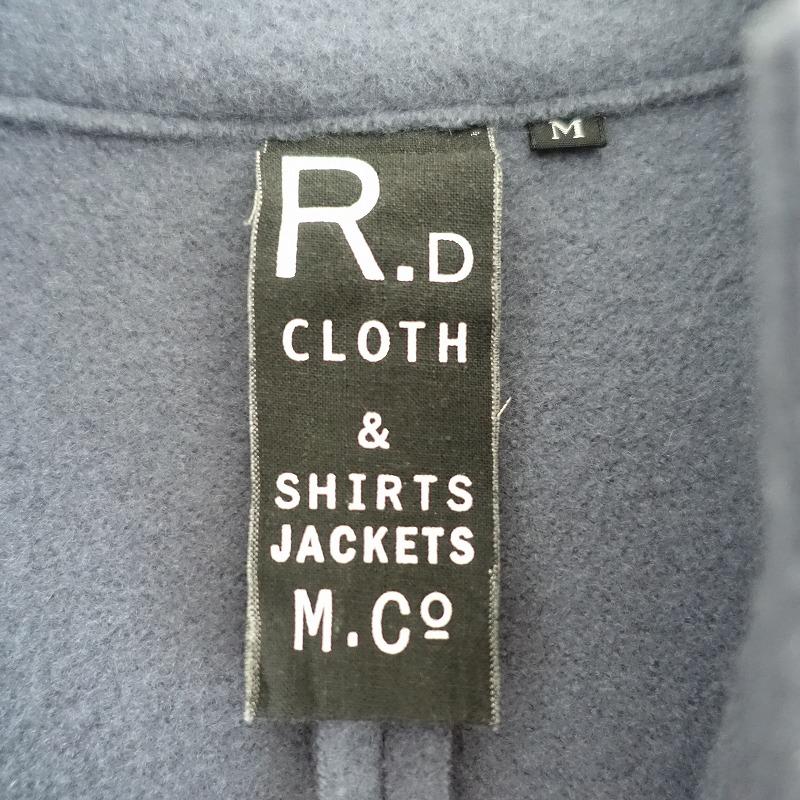 M
R.D
CLOTH
&
SHIRTS
JACKETS
M.Cº